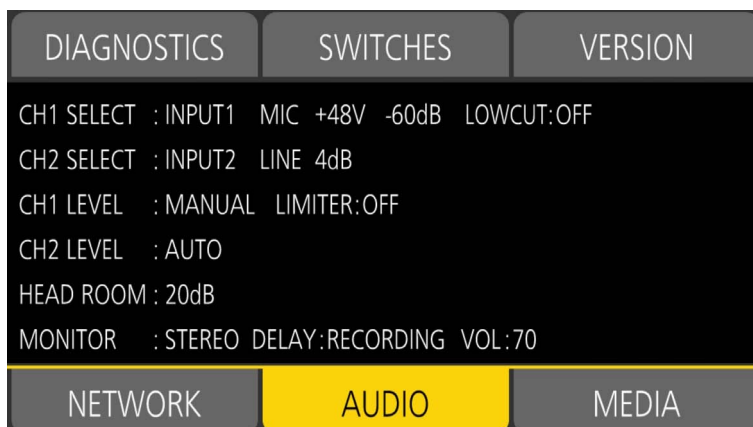 DIAGNOSTICS SWITCHES VERSION
CH1 SELECT : INPUT1 MIC +48V -60dB LOWCUT:OFF
CH2 SELECT : INPUT2 LINE 4dB
CH1 LEVEL : MANUAL LIMITER:OFF
CH2 LEVEL : AUTO
HEAD ROOM : 20dB
MONITOR : STEREO DELAY:RECORDING VOL:70
NETWORK AUDIO MEDIA